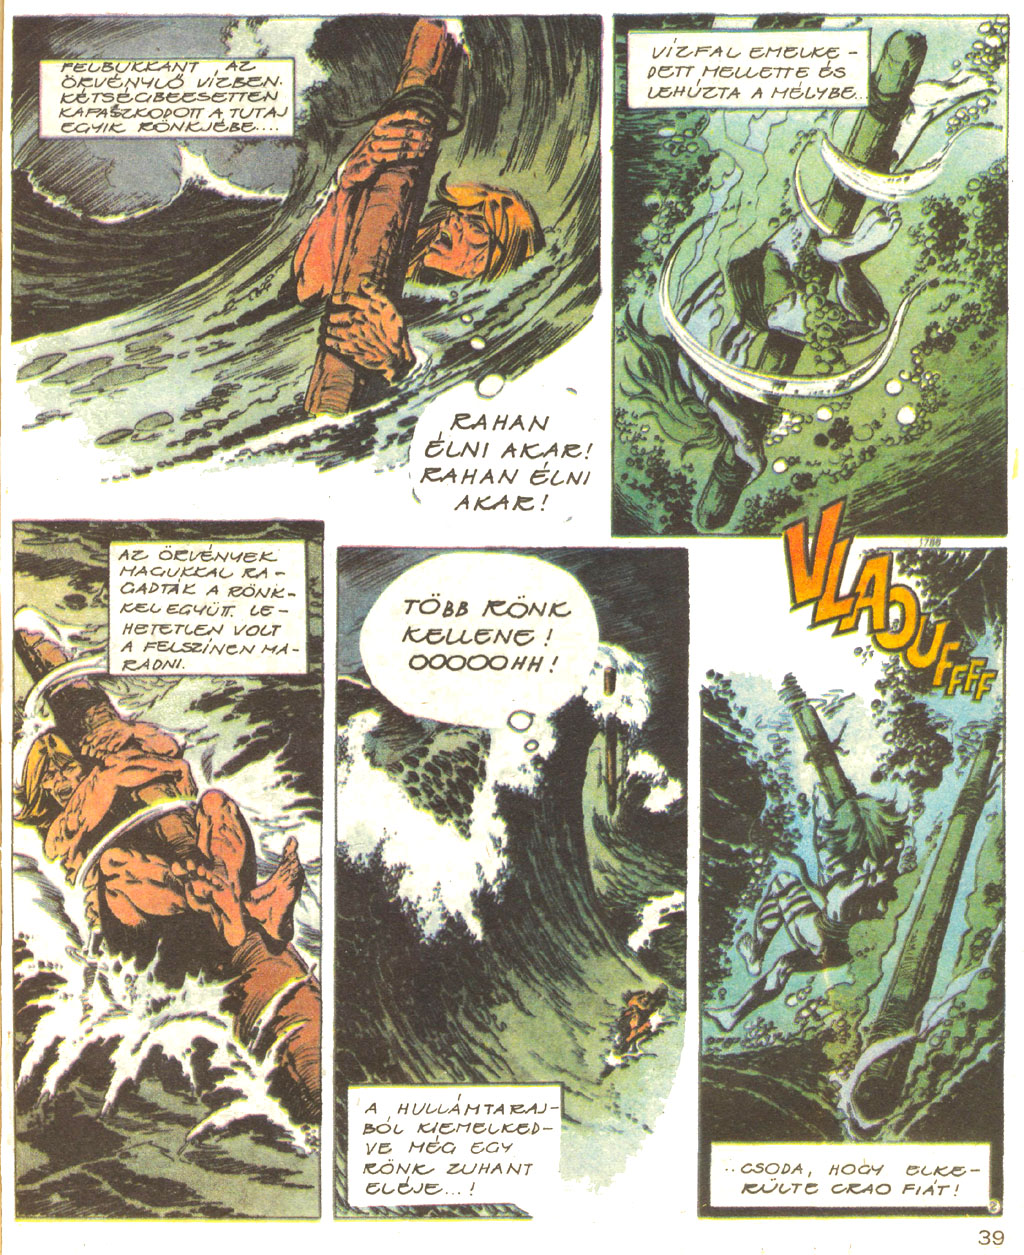 FELBUKKANT AZ
ÖRVÉNYLŐ VÍZBEN.
KÉTSÉGBEESETTEN
KAPASZKODOTT A TUTAJ
EGYIK RÖNKJÉBE....
VÍZFAL EMELKE-
DETT MELLETTE ÉS
LEHÚZTA A MÉLYBE...
RAHAN
ÉLNI AKAR!
RAHAN ÉLNI
AKAR!
AZ ÖRVÉNYEK
MAGUKKAL RA-
GADTÁK A RÖNK-
KEL EGYÜTT. LE-
HETETLEN VOLT
A FELSZÍNEN MA-
RADNI.
TÖBB RÖNK
KELLENE!
OOOOOHH!
A HULLÁMTARAJ-
BÓL KIEMELKED-
VE MÉG EGY
RÖNK ZUHANT
ELÉJE...!
VLAOUFFFFF
..CSODA, HOGY ELKE-
RÜLTE CRAO FIÁT!
2
39